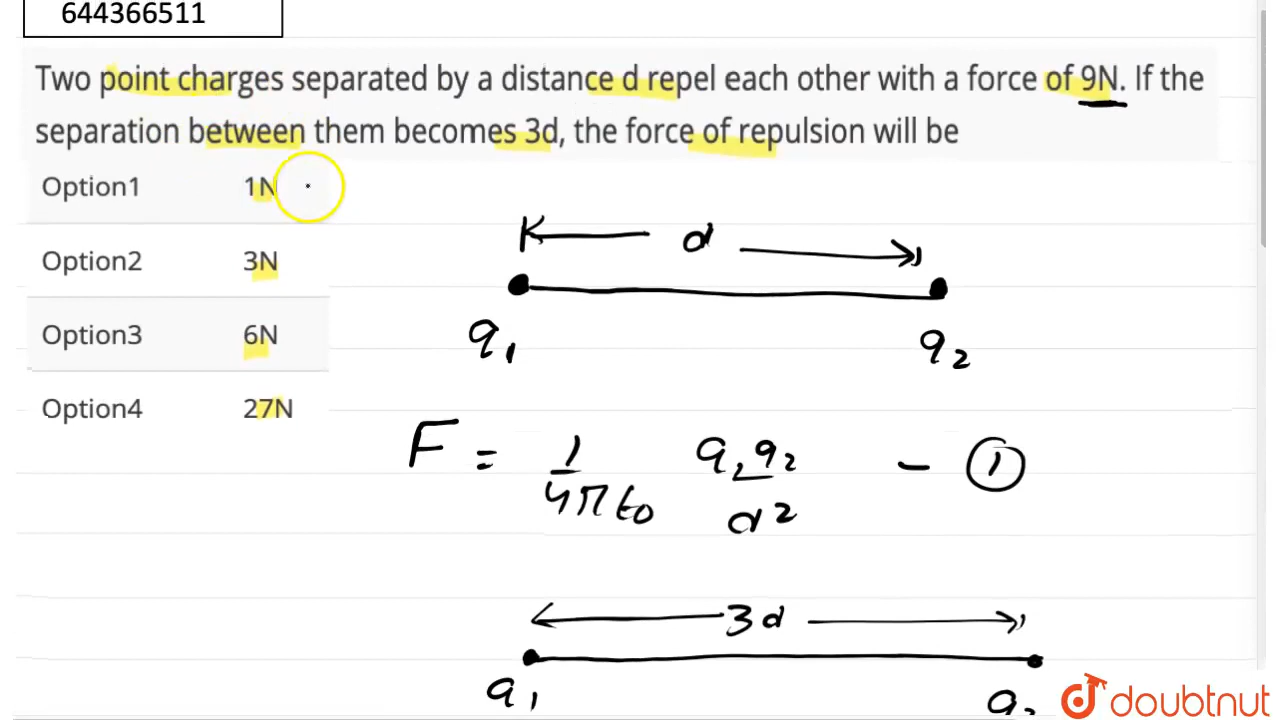 644366511
Two point charges separated by a distance d repel each other with a force of 9N. If the
separation between them becomes 3d, the force of repulsion will be
Option1 1N
Option2 3N
Option3 6N
Option4 27N
d
q1 q2
F = 1/4πε0 q1q2/d2 - 1
3d
q1 q2
doubtnut